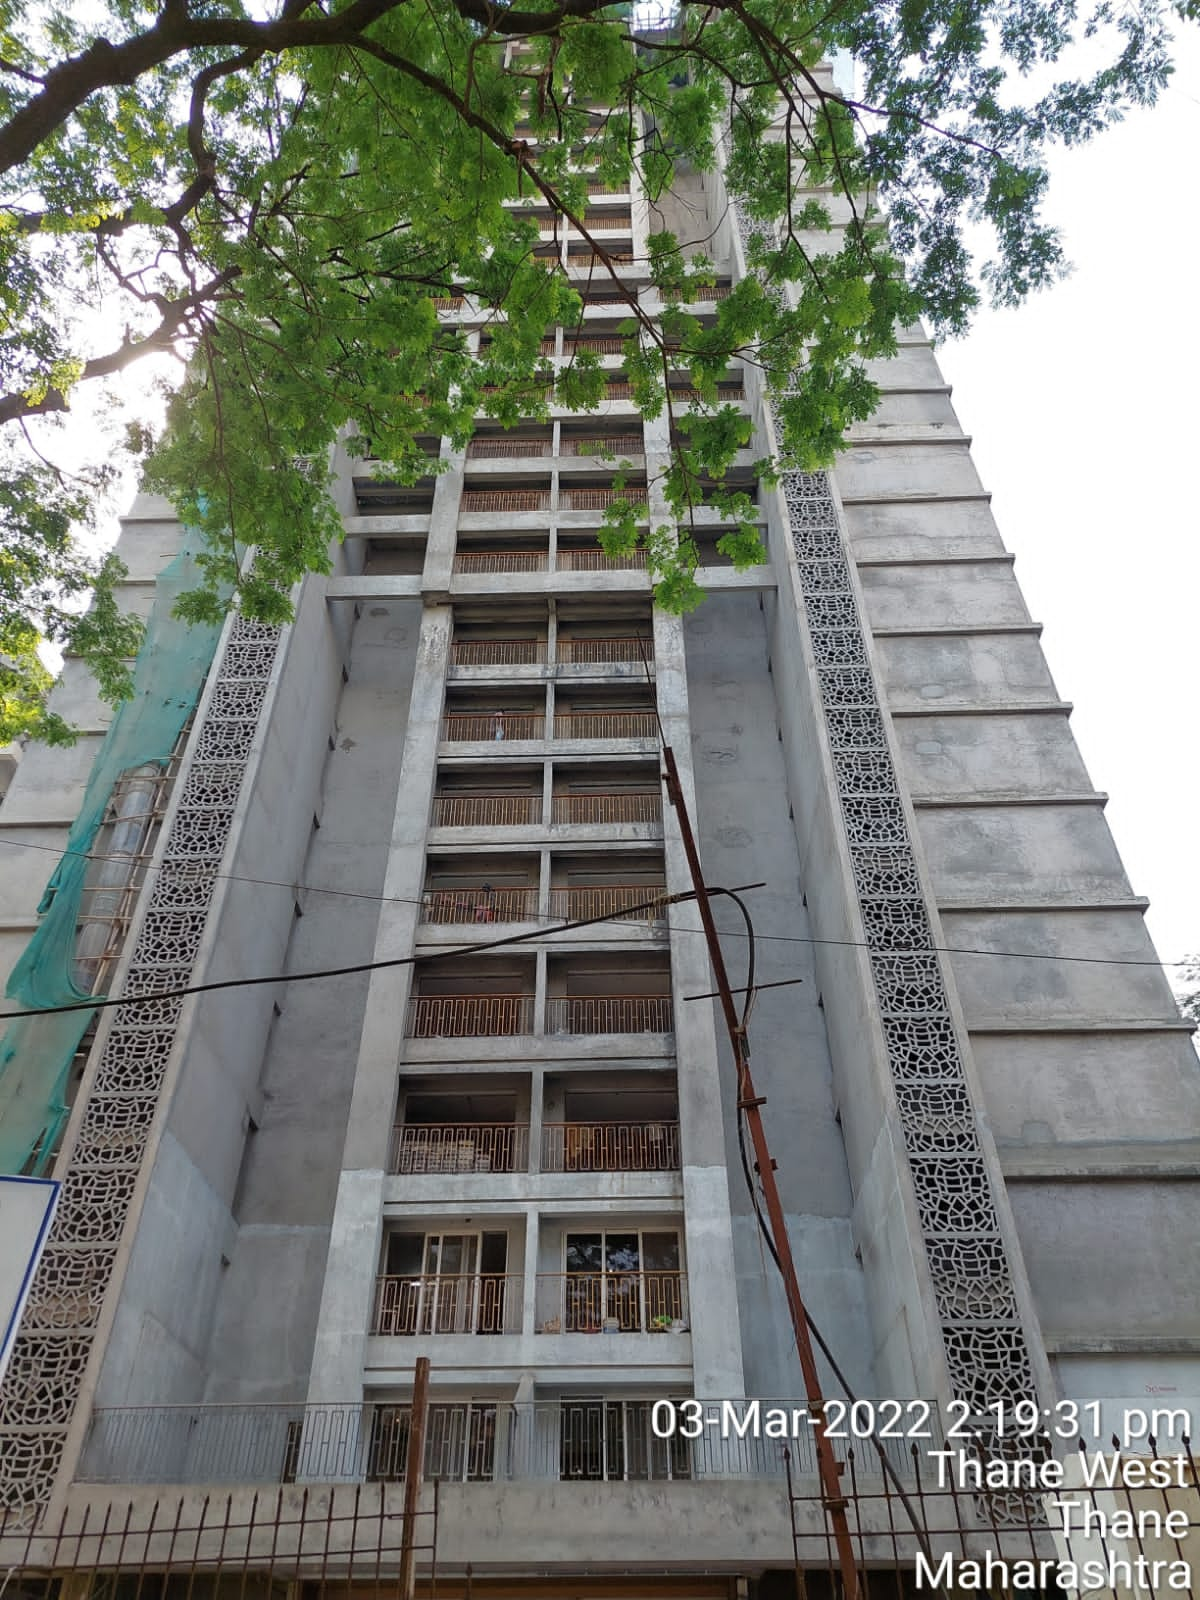 03-Mar-2022 2:19:31 pm
Thane West
Thane
Maharashtra